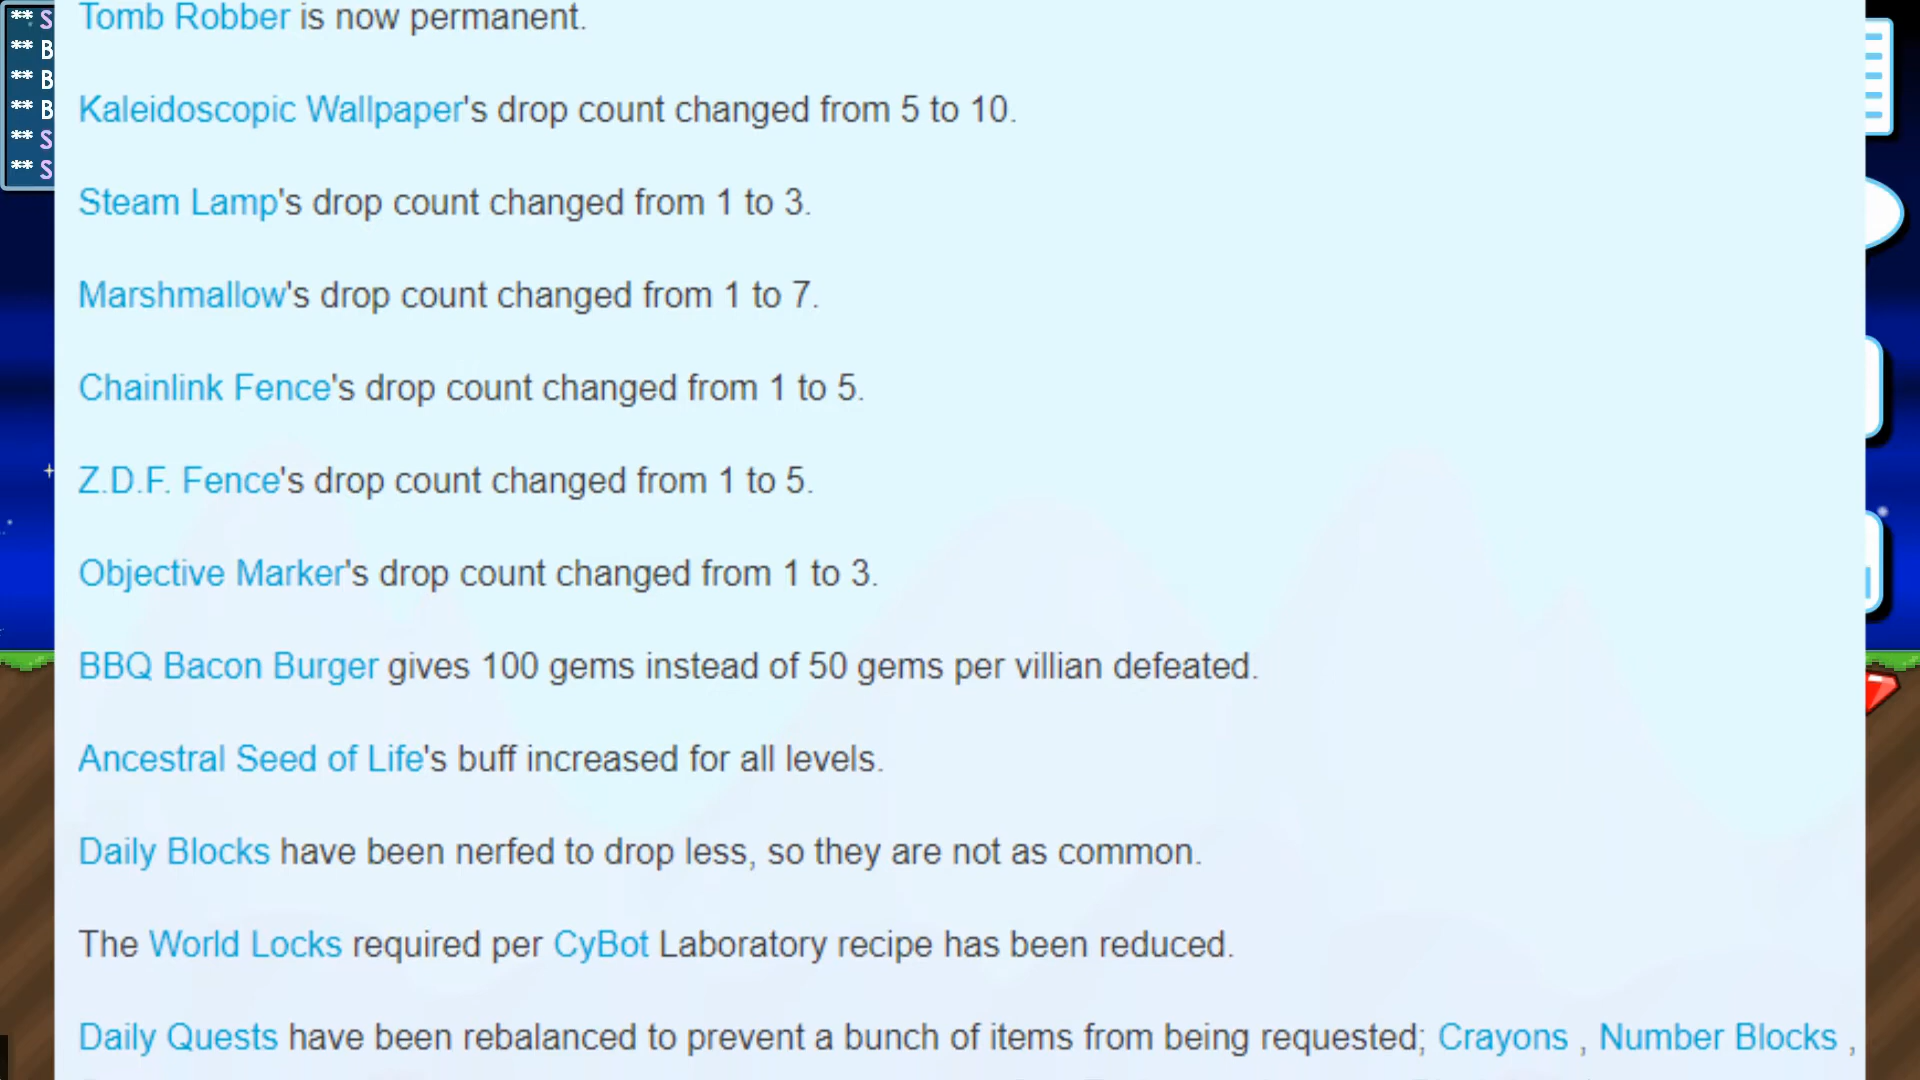 ** S
** B
** B
** B
** S
** S
Tomb Robber is now permanent.
Kaleidoscopic Wallpaper's drop count changed from 5 to 10.
Steam Lamp's drop count changed from 1 to 3.
Marshmallow's drop count changed from 1 to 7.
Chainlink Fence's drop count changed from 1 to 5.
Z.D.F. Fence's drop count changed from 1 to 5.
Objective Marker's drop count changed from 1 to 3.
BBQ Bacon Burger gives 100 gems instead of 50 gems per villian defeated.
Ancestral Seed of Life's buff increased for all levels.
Daily Blocks have been nerfed to drop less, so they are not as common.
The World Locks required per CyBot Laboratory recipe has been reduced.
Daily Quests have been rebalanced to prevent a bunch of items from being requested; Crayons , Number Blocks ,